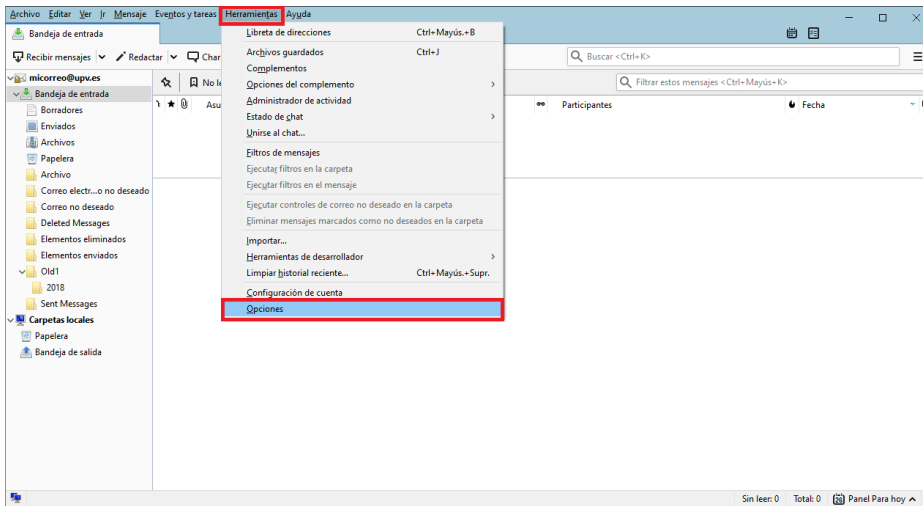 Archivo Editar Ver Ir Mensaje Eventos y tareas Herramientas Ayuda
Bandeja de entrada
Recibir mensajes Redactar Char
Buscar <Ctrl+K>
micorreo@upv.es
Bandeja de entrada
Borradores
Enviados
Archivos
Papelera
Archivo
Correo electr...o no deseado
Correo no deseado
Deleted Messages
Elementos eliminados
Elementos enviados
Old1
2018
Sent Messages
Carpetas locales
Papelera
Bandeja de salida
No le
Filtrar estos mensajes <Ctrl+Mayús+K>
Asu
Participantes
Fecha
Libreta de direcciones Ctrl+Mayús.+B
Archivos guardados Ctrl+J
Complementos
Opciones del complemento
Administrador de actividad
Estado de chat
Unirse al chat...
Filtros de mensajes
Ejecutar filtros en la carpeta
Ejecutar filtros en el mensaje
Ejecutar controles de correo no deseado en la carpeta
Eliminar mensajes marcados como no deseados en la carpeta
Importar...
Herramientas de desarrollador
Limpiar historial reciente... Ctrl+Mayús.+Supr.
Configuración de cuenta
Opciones
Sin leer: 0 Total: 0 Panel Para hoy